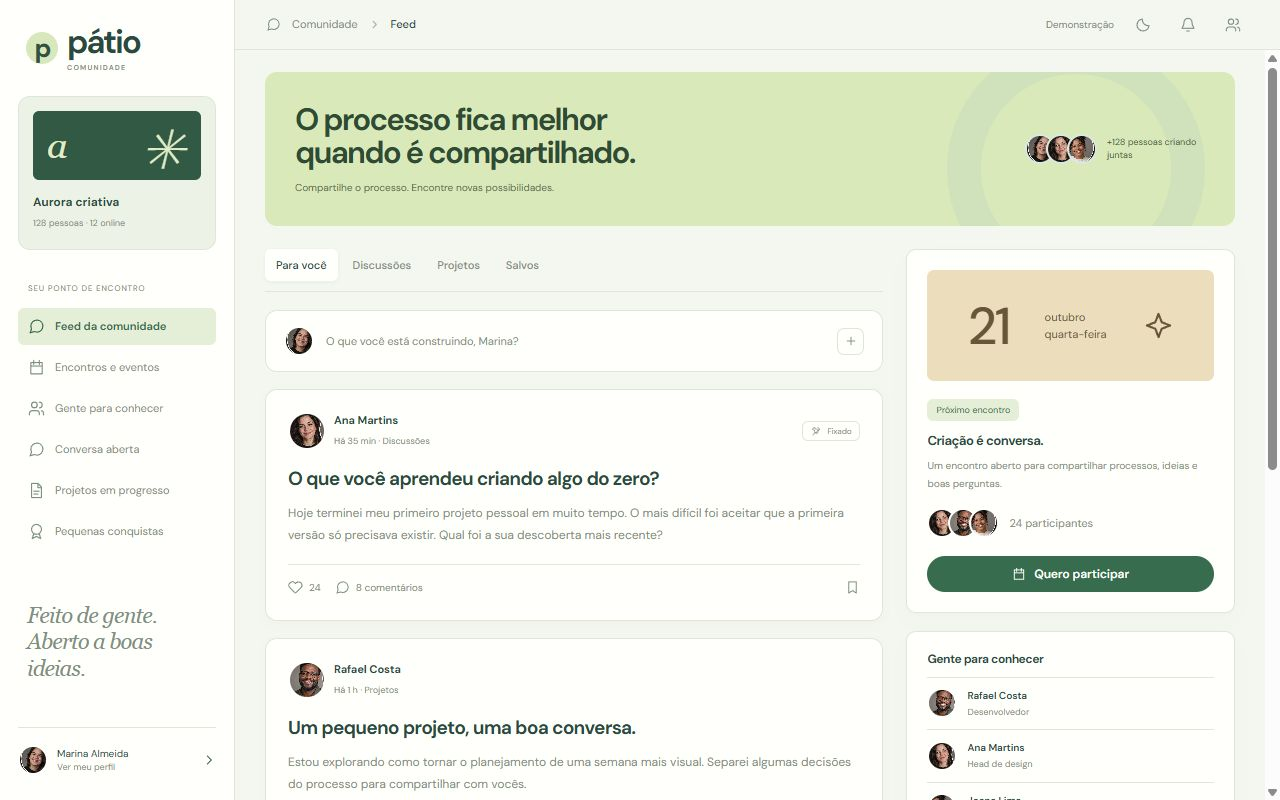 p pátio
COMUNIDADE
a
Aurora criativa
128 pessoas · 12 online
SEU PONTO DE ENCONTRO
Feed da comunidade
Encontros e eventos
Gente para conhecer
Conversa aberta
Projetos em progresso
Pequenas conquistas
Feito de gente.
Aberto a boas
ideias.
Marina Almeida
Ver meu perfil
Comunidade > Feed
Demonstração
O processo fica melhor
quando é compartilhado.
Compartilhe o processo. Encontre novas possibilidades.
+128 pessoas criando
juntas
Para você Discussões Projetos Salvos
O que você está construindo, Marina?
Ana Martins
Há 35 min · Discussões
Fixado
O que você aprendeu criando algo do zero?
Hoje terminei meu primeiro projeto pessoal em muito tempo. O mais difícil foi aceitar que a primeira
versão só precisava existir. Qual foi a sua descoberta mais recente?
24 8 comentários
Rafael Costa
Há 1 h · Projetos
Um pequeno projeto, uma boa conversa.
Estou explorando como tornar o planejamento de uma semana mais visual. Separei algumas decisões
do processo para compartilhar com vocês.
21
outubro
quarta-feira
Próximo encontro
Criação é conversa.
Um encontro aberto para compartilhar processos, ideias e
boas perguntas.
24 participantes
Quero participar
Gente para conhecer
Rafael Costa
Desenvolvedor
Ana Martins
Head de design